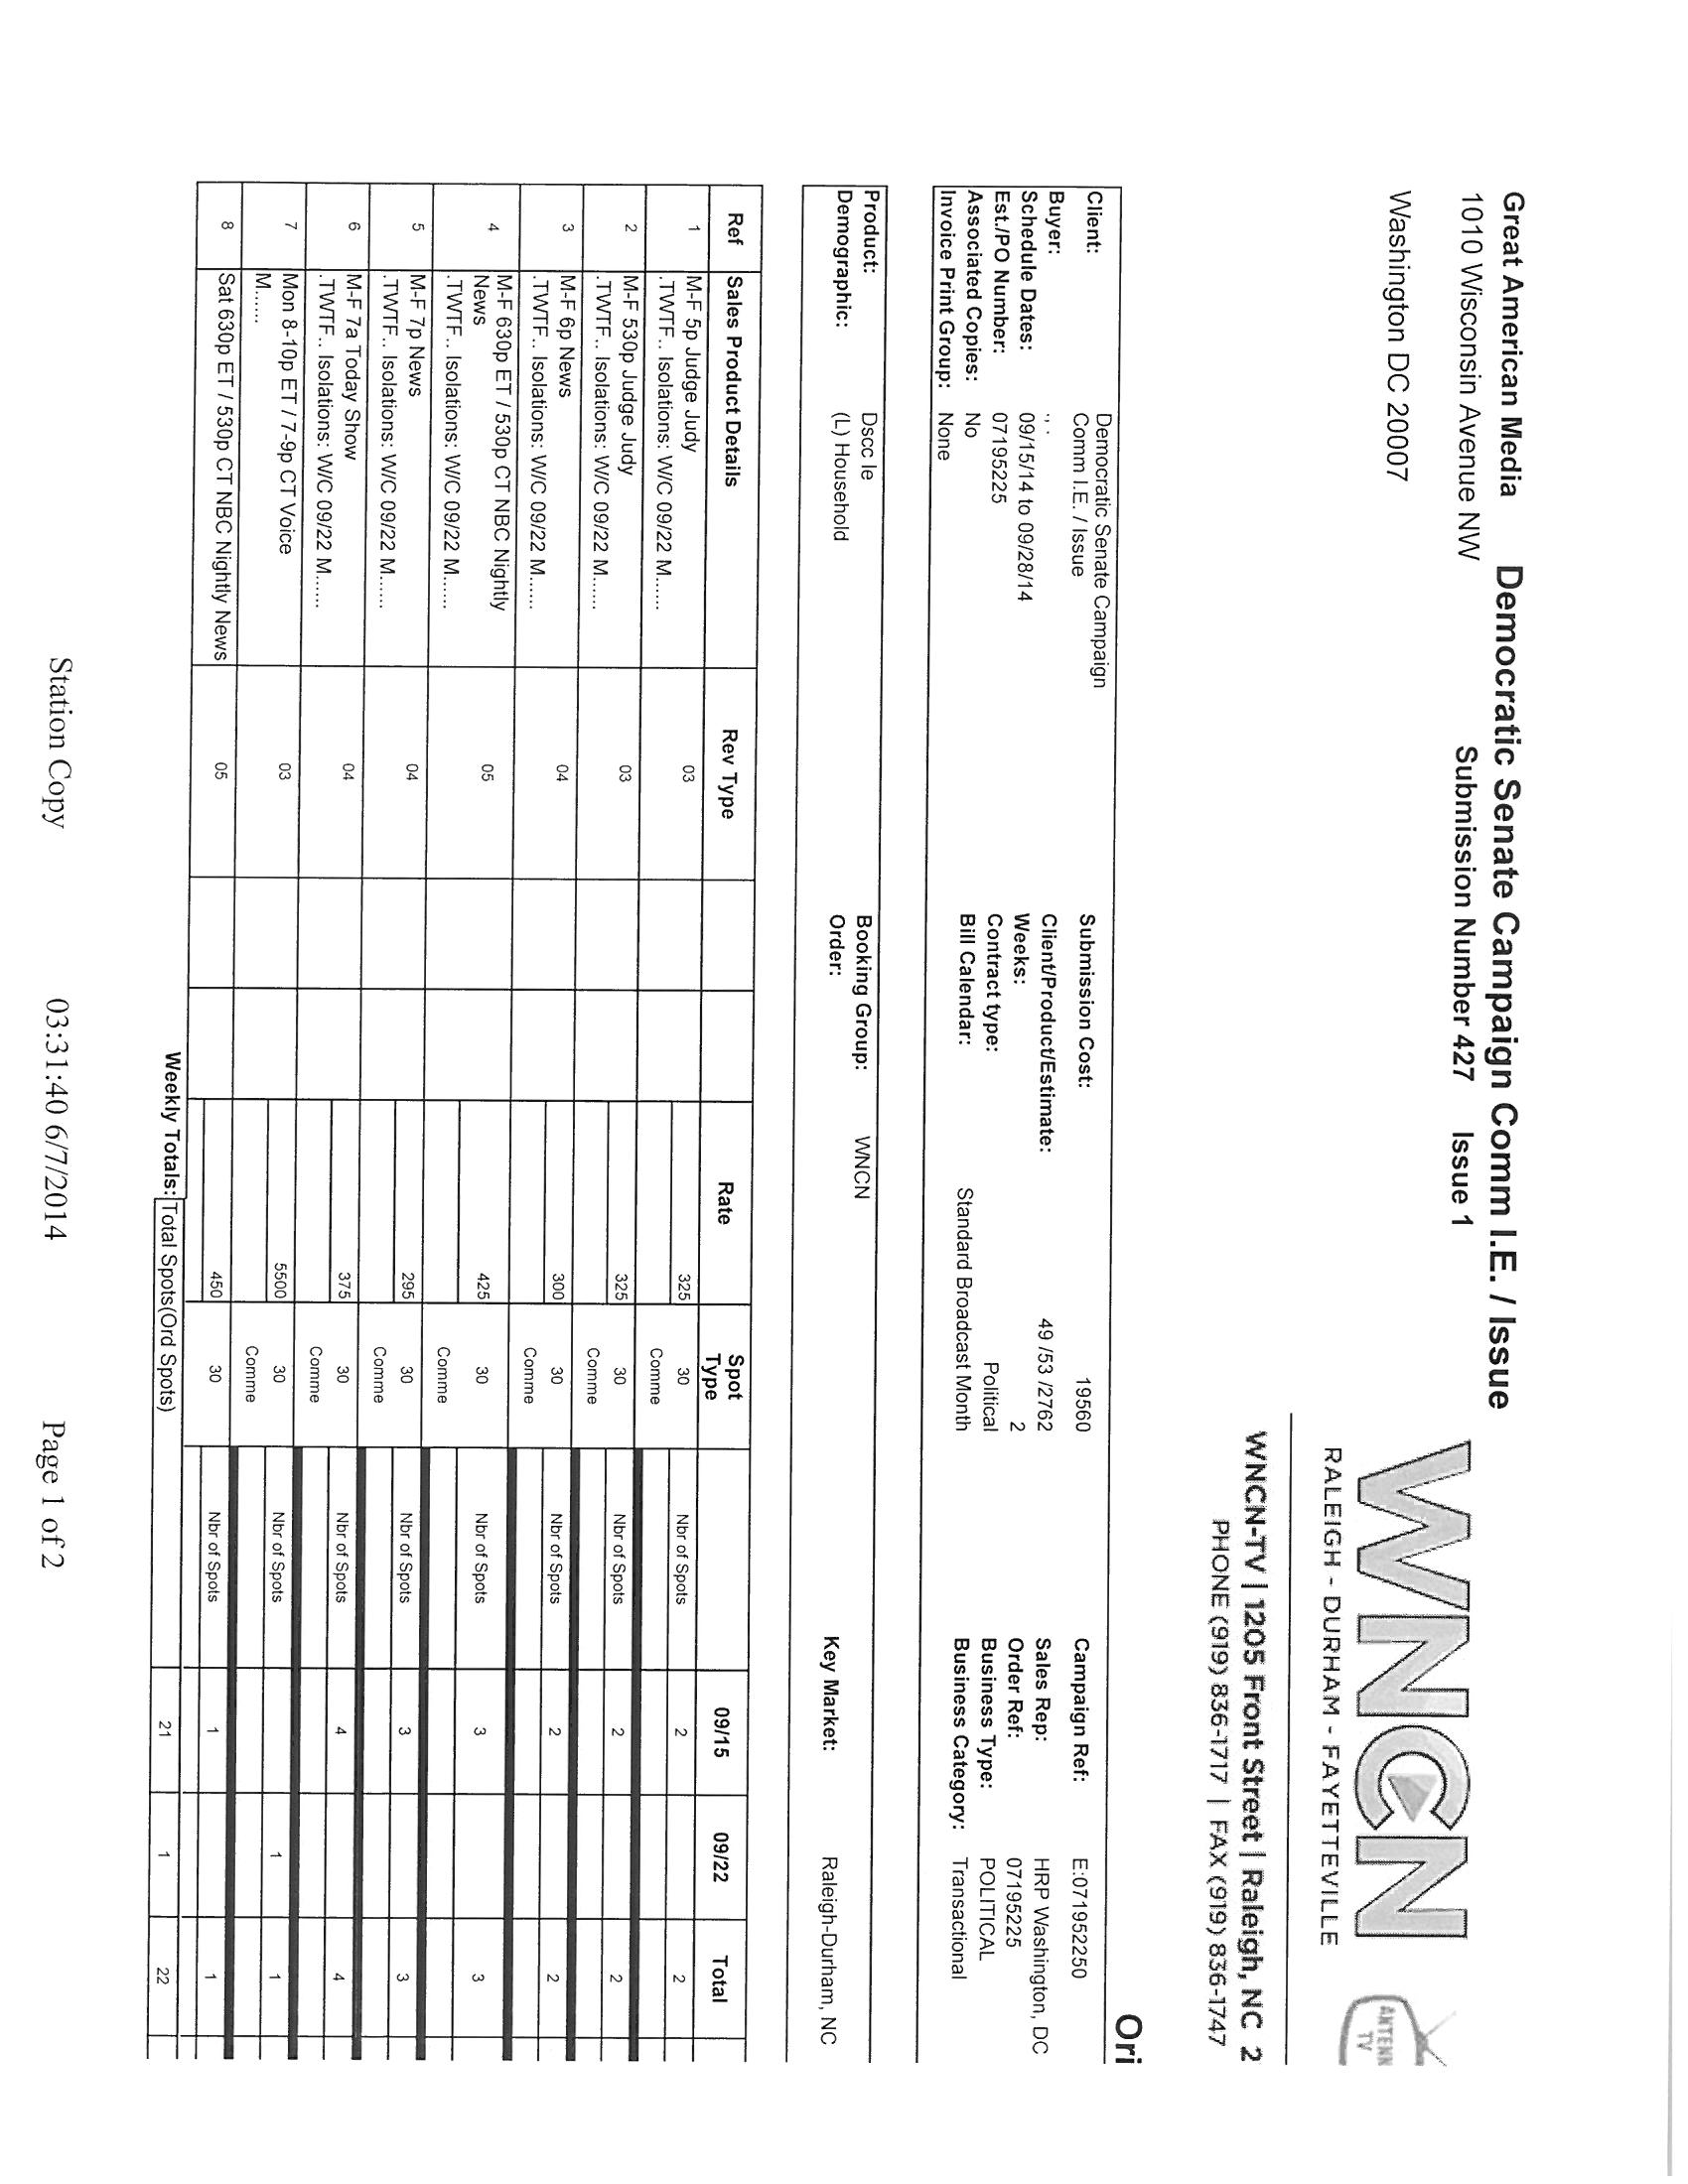 Great American Media
1010 Wisconsin Avenue NW
Washington DC 20007
Democratic Senate Campaign Comm I.E. / Issue
Submission Number 427 Issue 1
WNCN
RALEIGH - DURHAM - FAYETTEVILLE
ANTENN
TV
WNCN-TV | 1205 Front Street | Raleigh, NC 2
PHONE (919) 836-1717 | FAX (919) 836-1747
Ori
Client: Democratic Senate Campaign Comm I.E. / Issue
Buyer: , .
Schedule Dates: 09/15/14 to 09/28/14
Est./PO Number: 07195225
Associated Copies: No
Invoice Print Group: None
Submission Cost: 19560
Client/Product/Estimate: 49 /53 /2762
Weeks: 2
Contract type: Political
Bill Calendar: Standard Broadcast Month
Campaign Ref: E:071952250
Sales Rep: HRP Washington, DC
Order Ref: 07195225
Business Type: POLITICAL
Business Category: Transactional
Product: Dscc Ie
Demographic: (L) Household
Booking Group: WNCN
Order:
Key Market: Raleigh-Durham, NC
Ref Sales Product Details Rev Type Rate Spot Type 09/15 09/22 Total
1 M-F 5p Judge Judy 03 325 30 Nbr of Spots 2 2
.TWTF.. Isolations: W/C 09/22 M...... Comme
2 M-F 530p Judge Judy 03 325 30 Nbr of Spots 2 2
.TWTF.. Isolations: W/C 09/22 M...... Comme
3 M-F 6p News 04 300 30 Nbr of Spots 2 2
.TWTF.. Isolations: W/C 09/22 M...... Comme
4 M-F 630p ET / 530p CT NBC Nightly News 05 425 30 Nbr of Spots 3 3
.TWTF.. Isolations: W/C 09/22 M...... Comme
5 M-F 7p News 04 295 30 Nbr of Spots 3 3
.TWTF.. Isolations: W/C 09/22 M...... Comme
6 M-F 7a Today Show 04 375 30 Nbr of Spots 4 4
.TWTF.. Isolations: W/C 09/22 M...... Comme
7 Mon 8-10p ET / 7-9p CT Voice 03 5500 30 Nbr of Spots 1 1
M...... Comme
8 Sat 630p ET / 530p CT NBC Nightly News 05 450 30 Nbr of Spots 1 1
Weekly Totals: Total Spots(Ord Spots) 21 1 22
Station Copy 03:31:40 6/7/2014 Page 1 of 2